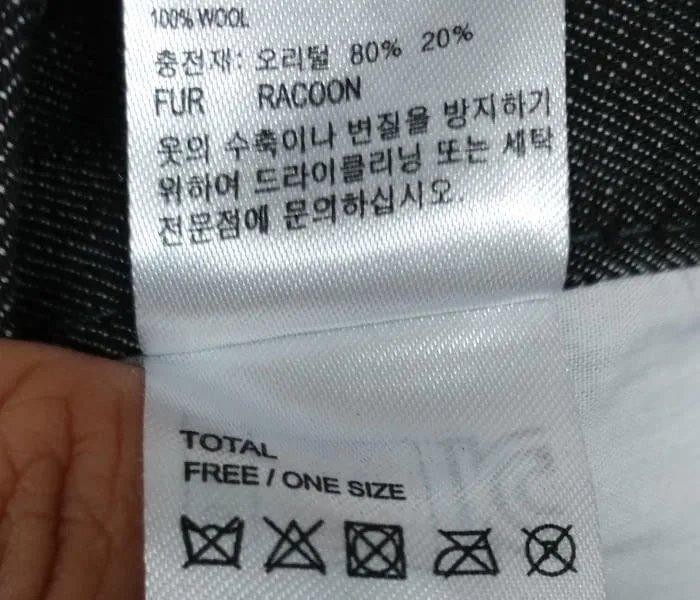 100% WOOL
충전재: 오리털 80% 20%
FUR RACOON
옷의 수축이나 변질을 방지하기
위하여 드라이클리닝 또는 세탁
전문점에 문의하십시오.
TOTAL
FREE / ONE SIZE